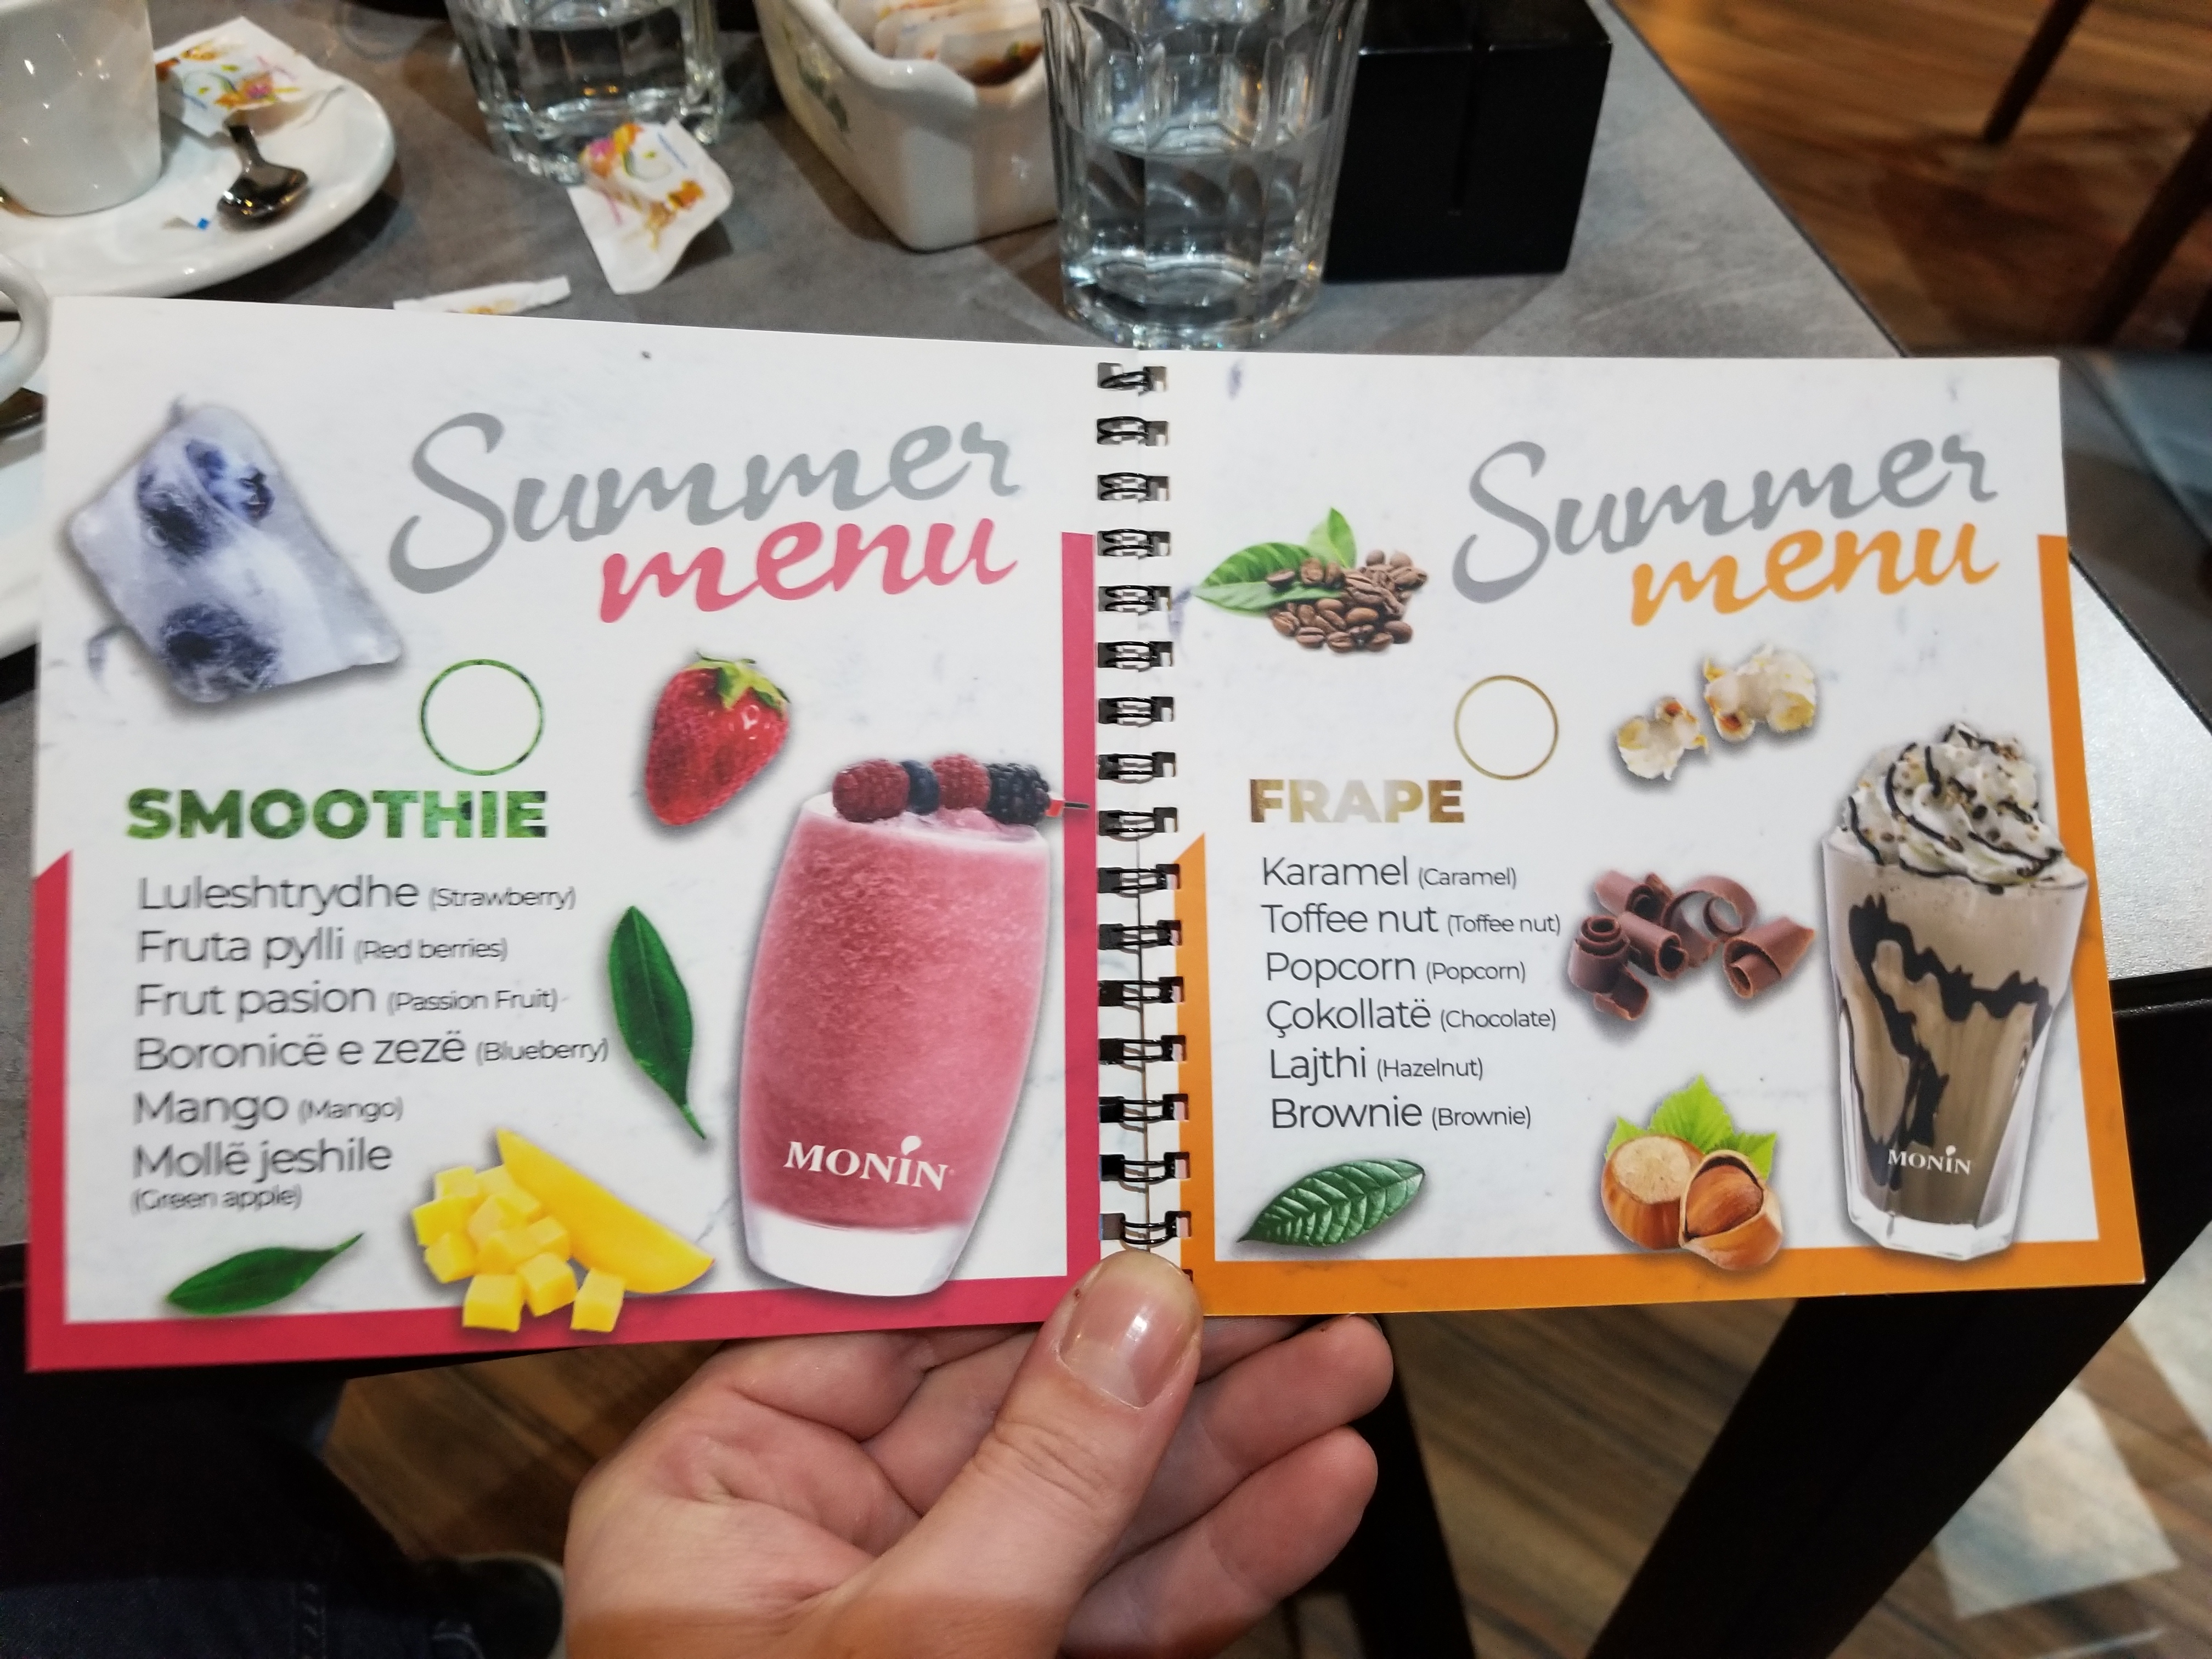 Summer
menu
SMOOTHIE
Luleshtrydhe (Strawberry)
Fruta pylli (Red berries)
Frut pasion (Passion Fruit)
Boronicë e zezë (Blueberry)
Mango (Mango)
Mollë jeshile
(Green apple)
MONIN
Summer
menu
FRAPE
Karamel (Caramel)
Toffee nut (Toffee nut)
Popcorn (Popcorn)
Çokollatë (Chocolate)
Lajthi (Hazelnut)
Brownie (Brownie)
MONIN